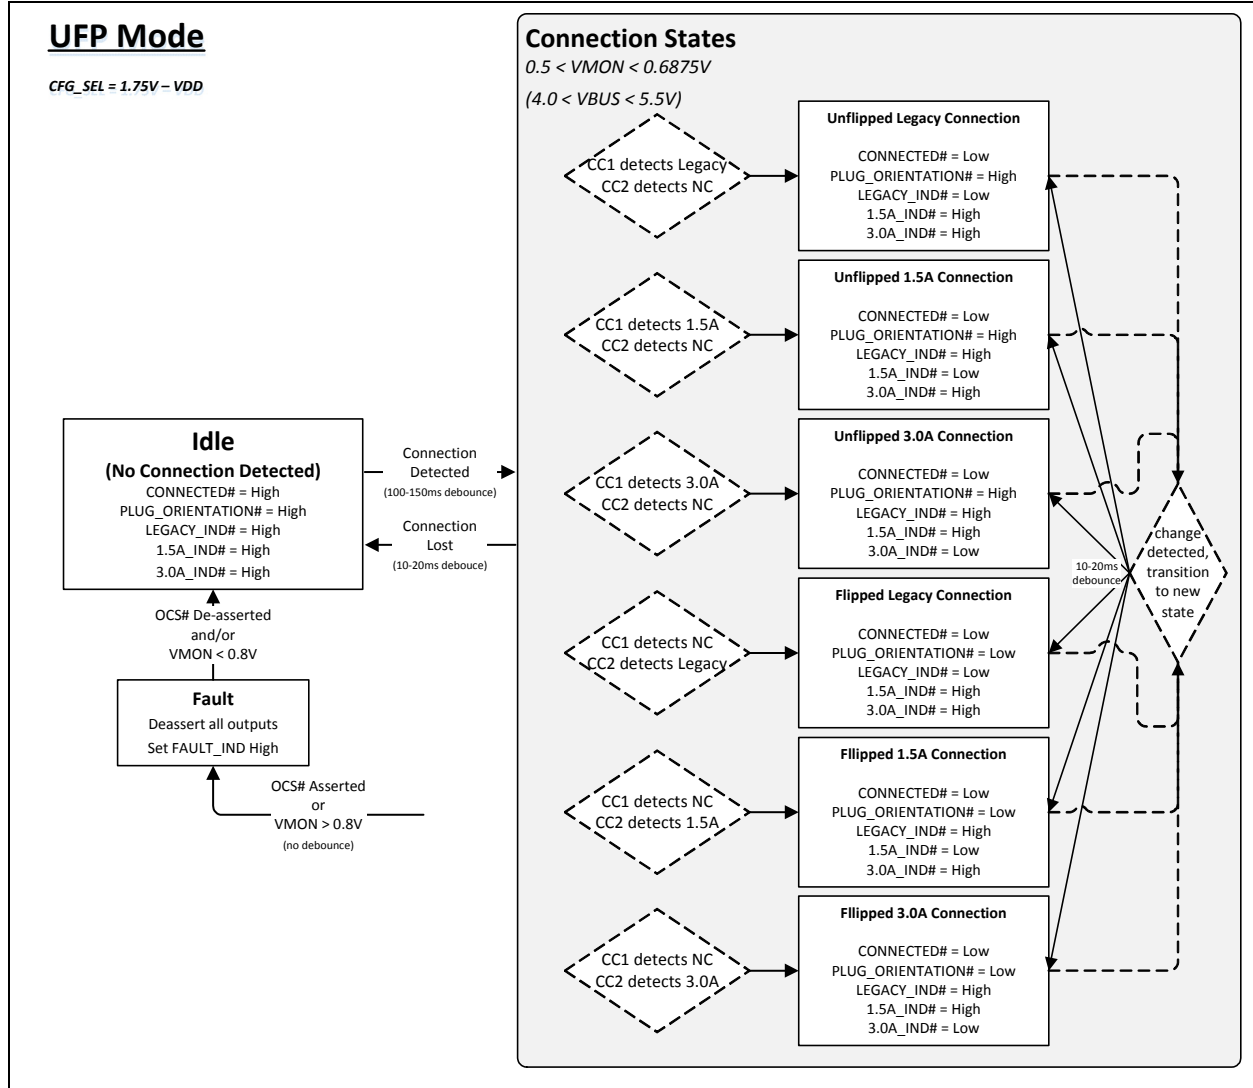 UFP Mode
CFG_SEL = 1.75V – VDD
Connection States
0.5 < VMON < 0.6875V
(4.0 < VBUS < 5.5V)
CC1 detects Legacy
CC2 detects NC
Unflipped Legacy Connection
CONNECTED# = Low
PLUG_ORIENTATION# = High
LEGACY_IND# = Low
1.5A_IND# = High
3.0A_IND# = High
CC1 detects 1.5A
CC2 detects NC
Unflipped 1.5A Connection
CONNECTED# = Low
PLUG_ORIENTATION# = High
LEGACY_IND# = High
1.5A_IND# = Low
3.0A_IND# = High
Idle
(No Connection Detected)
CONNECTED# = High
PLUG_ORIENTATION# = High
LEGACY_IND# = High
1.5A_IND# = High
3.0A_IND# = High
Connection
Detected
(100-150ms debounce)
Connection
Lost
(10-20ms debouce)
CC1 detects 3.0A
CC2 detects NC
Unflipped 3.0A Connection
CONNECTED# = Low
PLUG_ORIENTATION# = High
LEGACY_IND# = High
1.5A_IND# = High
3.0A_IND# = Low
10-20ms
debounce
change
detected,
transition
to new
state
CC1 detects NC
CC2 detects Legacy
Flipped Legacy Connection
CONNECTED# = Low
PLUG_ORIENTATION# = Low
LEGACY_IND# = Low
1.5A_IND# = High
3.0A_IND# = High
OCS# De-asserted
and/or
VMON < 0.8V
Fault
Deassert all outputs
Set FAULT_IND High
OCS# Asserted
or
VMON > 0.8V
(no debounce)
CC1 detects NC
CC2 detects 1.5A
Fllipped 1.5A Connection
CONNECTED# = Low
PLUG_ORIENTATION# = Low
LEGACY_IND# = High
1.5A_IND# = Low
3.0A_IND# = High
CC1 detects NC
CC2 detects 3.0A
Fllipped 3.0A Connection
CONNECTED# = Low
PLUG_ORIENTATION# = Low
LEGACY_IND# = High
1.5A_IND# = High
3.0A_IND# = Low